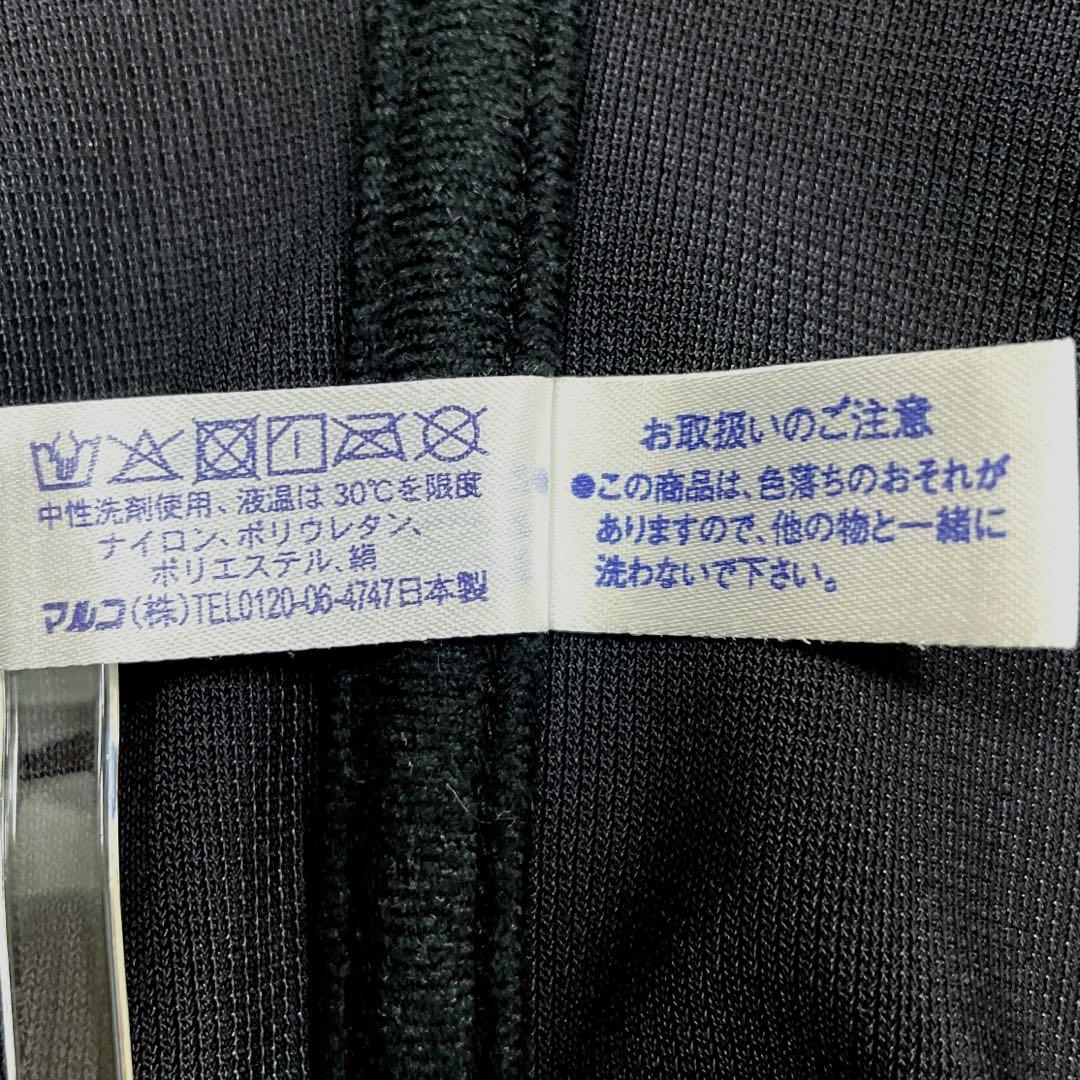 中性洗剤使用、液温は30℃を限度
ナイロン、ポリウレタン、
ポリエステル、絹
マルコ(株)TEL0120-06-4747日本製
お取扱いのご注意
●この商品は、色落ちのおそれが
ありますので、他の物と一緒に
洗わないで下さい。